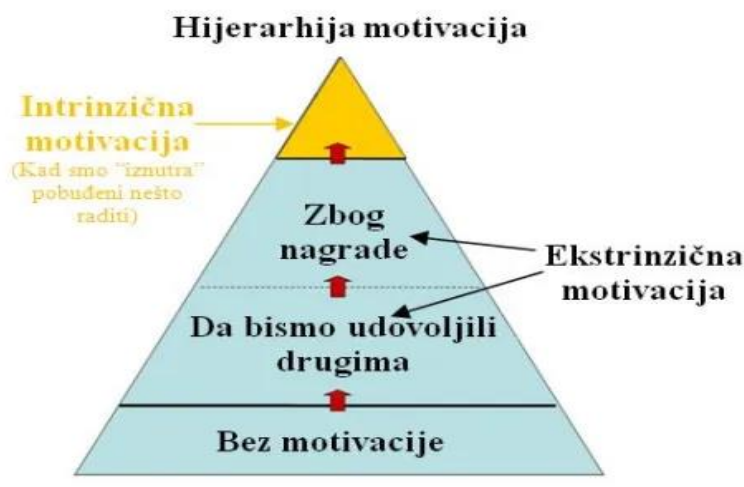 Hijerarhija motivacija
Intrinzična
motivacija
(Kad smo "iznutra"
pobuđeni nešto
raditi)
Zbog
nagrade
Ekstrinzična
motivacija
Da bismo udovoljili
drugima
Bez motivacije